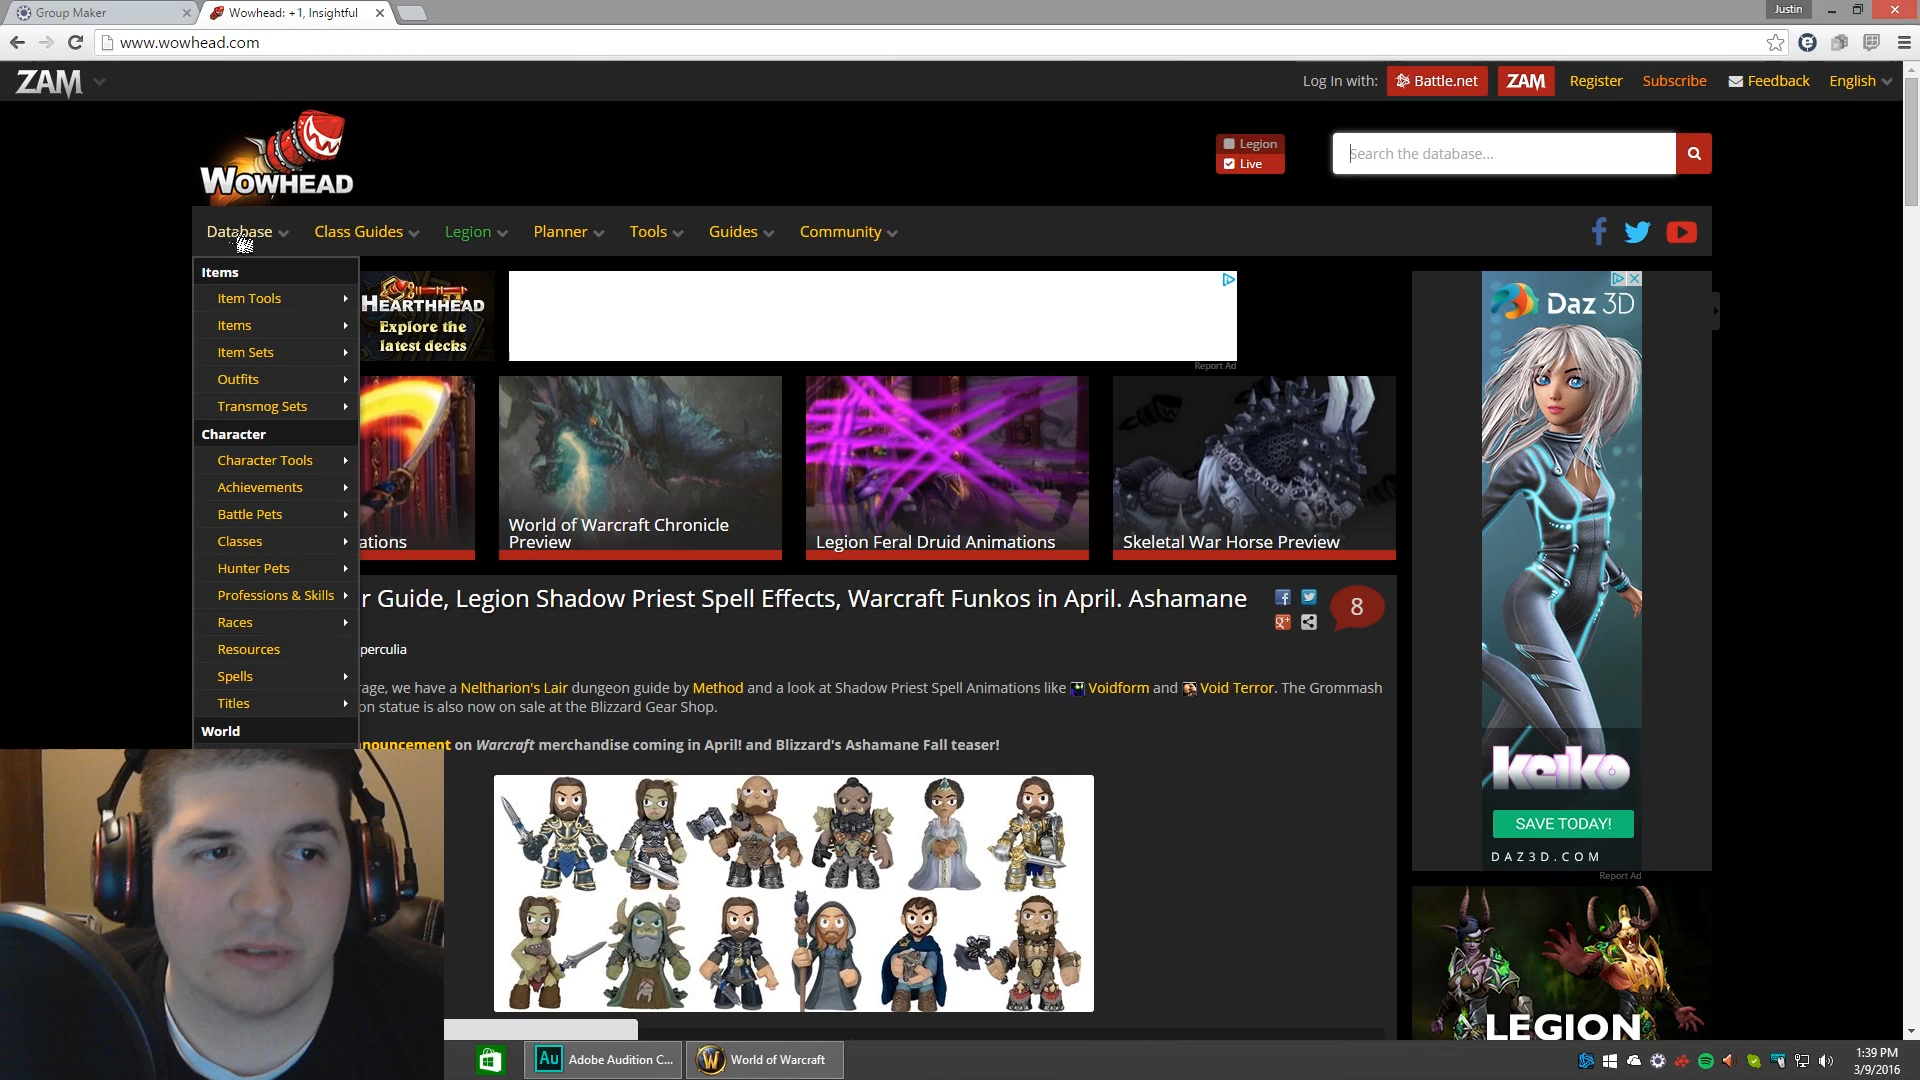 Group Maker
Wowhead: +1, Insightful
Justin
www.wowhead.com
ZAM
Log In with:
Battle.net
ZAM
Register
Subscribe
Feedback
English
WOWHEAD
Legion
Live
Search the database...
Database
Class Guides
Legion
Planner
Tools
Guides
Community
Items
Item Tools
Items
Item Sets
Outfits
Transmog Sets
Character
Character Tools
Achievements
Battle Pets
Classes
Hunter Pets
Professions & Skills
Races
Resources
Spells
Titles
World
HEARTHHEAD
Explore the
latest decks
Report Ad
ations
World of Warcraft Chronicle
Preview
Legion Feral Druid Animations
Skeletal War Horse Preview
r Guide, Legion Shadow Priest Spell Effects, Warcraft Funkos in April. Ashamane
8
perculia
rage, we have a Neltharion's Lair dungeon guide by Method and a look at Shadow Priest Spell Animations like Voidform and Void Terror. The Grommash
on statue is also now on sale at the Blizzard Gear Shop.
nouncement on Warcraft merchandise coming in April! and Blizzard's Ashamane Fall teaser!
Daz 3D
keiko6
SAVE TODAY!
DAZ3D.COM
Report Ad
LEGION
Au
Adobe Audition C...
World of Warcraft
1:39 PM
3/9/2016